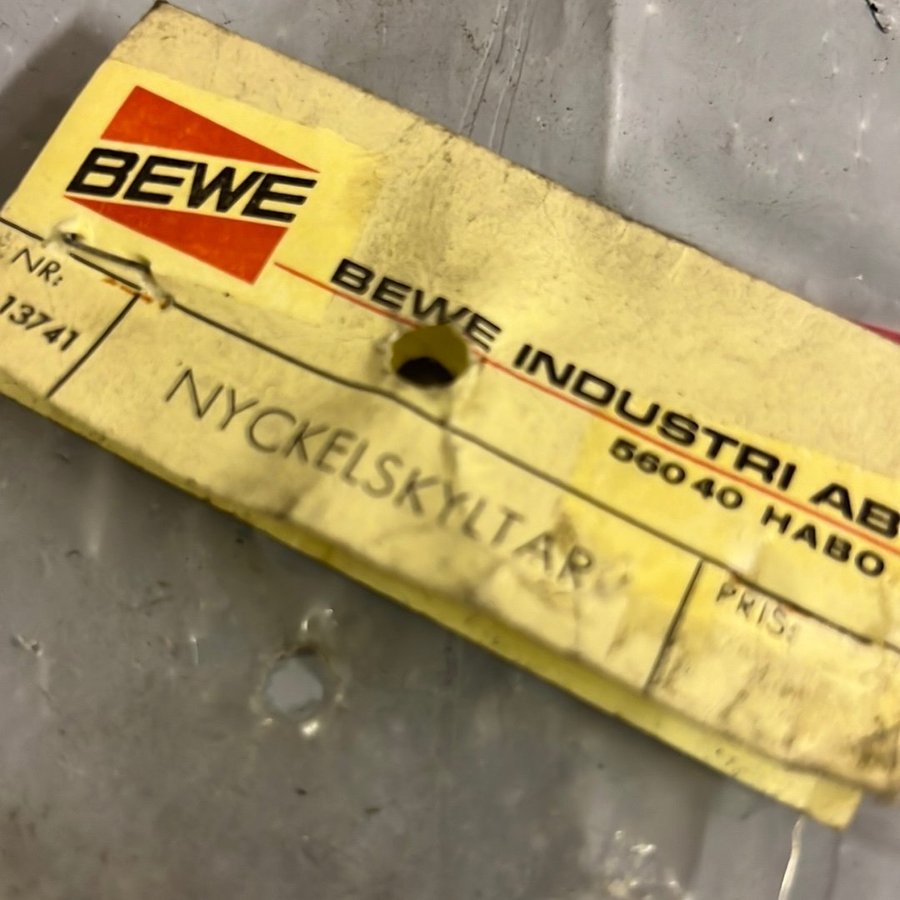 BEWE
BEWE INDUSTRI AB
560 40 HABO
NR:
13741
NYCKELSKYLTAR
PRIS: